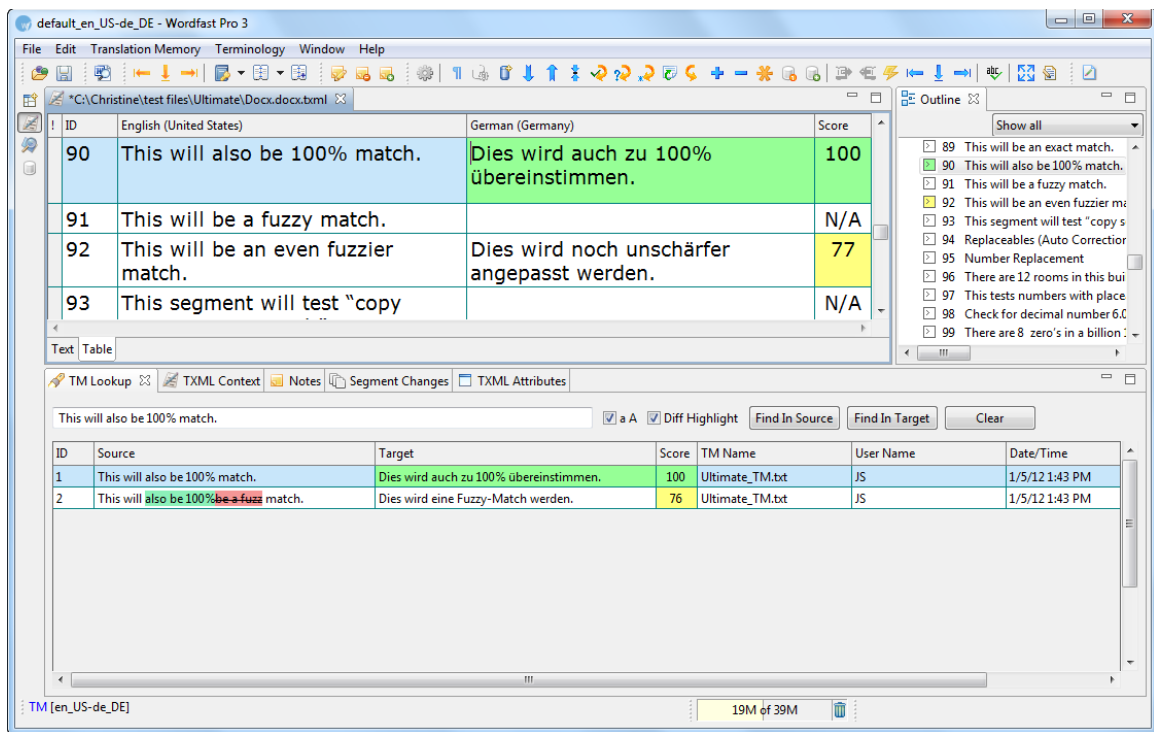 default_en_US-de_DE - Wordfast Pro 3
File Edit Translation Memory Terminology Window Help
*C:\Christine\test files\Ultimate\Docx.docx.txml
Outline
! ID English (United States) German (Germany) Score
Show all
90 This will also be 100% match. Dies wird auch zu 100% 100
übereinstimmen.
91 This will be a fuzzy match. N/A
92 This will be an even fuzzier Dies wird noch unschärfer 77
match. angepasst werden.
93 This segment will test “copy N/A
89 This will be an exact match.
90 This will also be 100% match.
91 This will be a fuzzy match.
92 This will be an even fuzzier ma
93 This segment will test “copy s
94 Replaceables (Auto Correction
95 Number Replacement
96 There are 12 rooms in this bui
97 This tests numbers with place
98 Check for decimal number 6.0
99 There are 8 zero's in a billion
Text Table
TM Lookup TXML Context Notes Segment Changes TXML Attributes
This will also be 100% match. a A Diff Highlight Find In Source Find In Target Clear
ID Source Target Score TM Name User Name Date/Time
1 This will also be 100% match. Dies wird auch zu 100% übereinstimmen. 100 Ultimate_TM.txt JS 1/5/12 1:43 PM
2 This will also be 100%be a fuzz match. Dies wird eine Fuzzy-Match werden. 76 Ultimate_TM.txt JS 1/5/12 1:43 PM
TM [en_US-de_DE]
19M of 39M